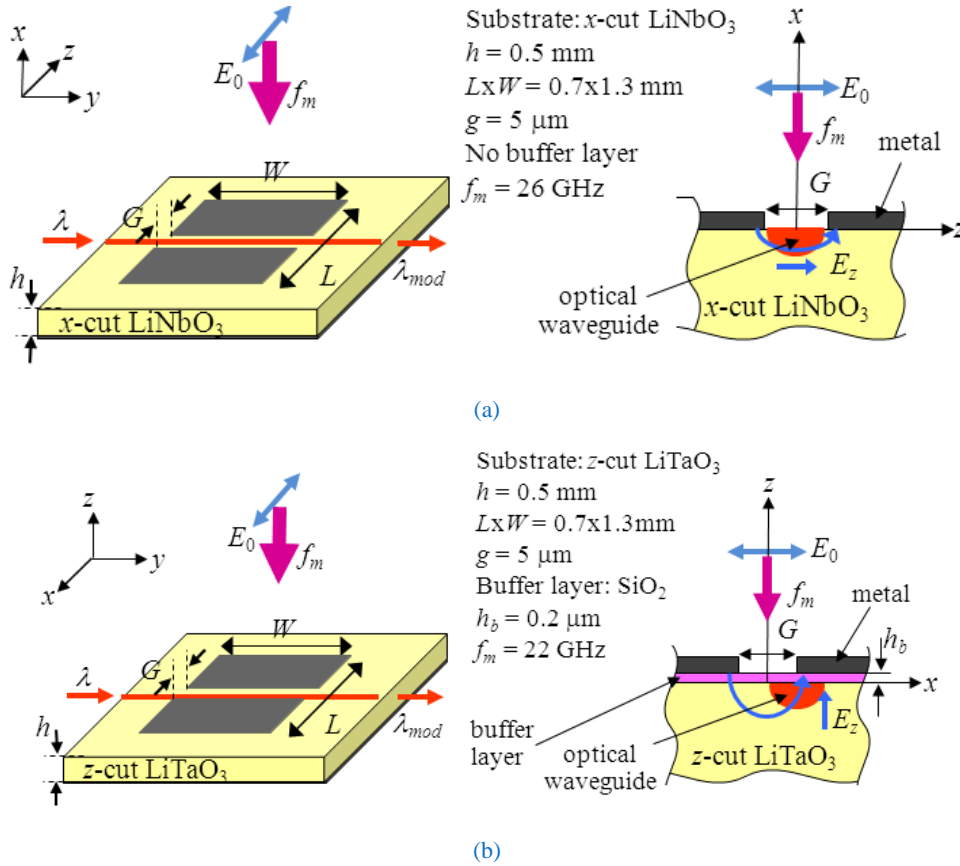 x
z
y
E0
fm
W
G
λ
L
λmod
h
x-cut LiNbO3
Substrate: x-cut LiNbO3
h = 0.5 mm
LxW = 0.7x1.3 mm
g = 5 μm
No buffer layer
fm = 26 GHz
x
E0
fm
metal
G
z
Ez
optical
waveguide
x-cut LiNbO3
(a)
z
y
x
E0
fm
W
G
λ
L
λmod
h
z-cut LiTaO3
Substrate: z-cut LiTaO3
h = 0.5 mm
LxW = 0.7x1.3mm
g = 5 μm
Buffer layer: SiO2
hb = 0.2 μm
fm = 22 GHz
z
E0
fm
metal
G
hb
x
buffer
layer
Ez
optical
waveguide
z-cut LiTaO3
(b)